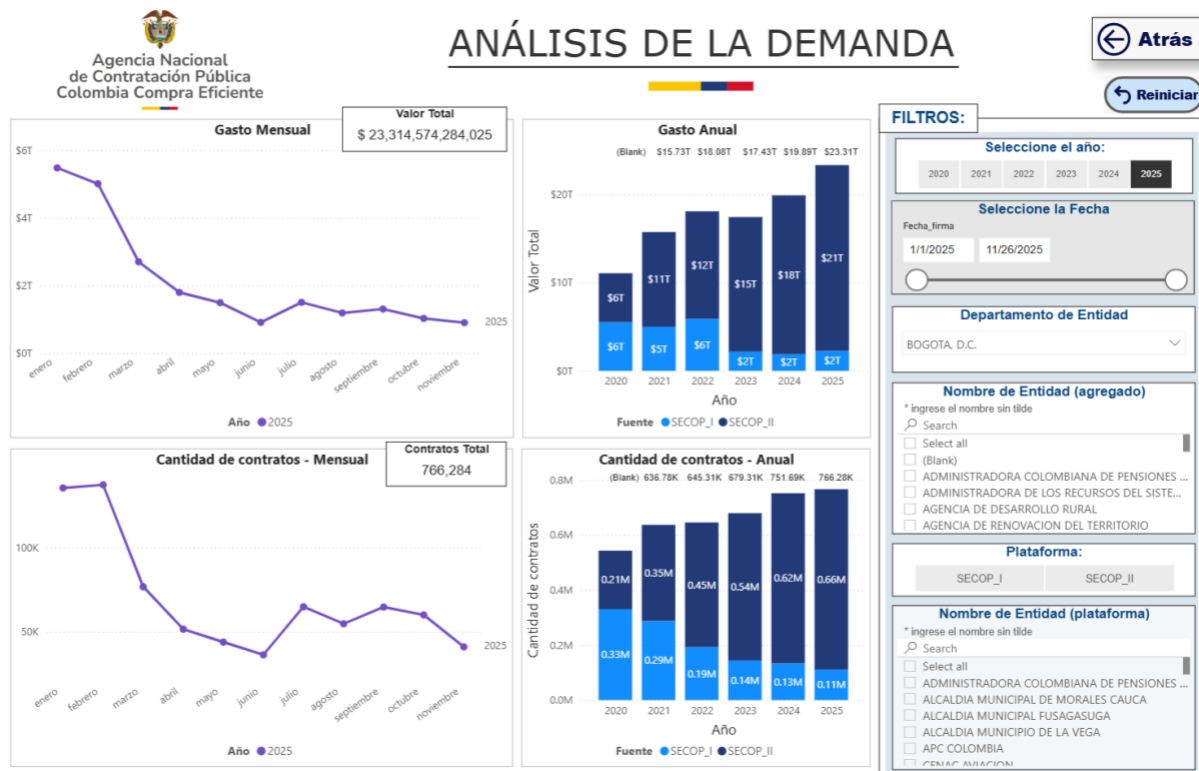 Agencia Nacional
de Contratación Pública
Colombia Compra Eficiente
ANÁLISIS DE LA DEMANDA
Atrás
Reiniciar
Gasto Mensual
Valor Total
$ 23,314,574,284,025
$6T
$4T
$2T
$0T
enero
febrero
marzo
abril
mayo
junio
julio
agosto
septiembre
octubre
noviembre
2025
Año 2025
Gasto Anual
(Blank) $15.73T $18.08T $17.43T $19.89T $23.31T
Valor Total
$20T
$10T
$0T
$6T
$11T
$12T
$15T
$18T
$21T
$6T
$5T
$6T
$2T
$2T
$2T
2020 2021 2022 2023 2024 2025
Año
Fuente SECOP_I SECOP_II
Cantidad de contratos - Mensual
Contratos Total
766,284
100K
50K
enero
febrero
marzo
abril
mayo
junio
julio
agosto
septiembre
octubre
noviembre
2025
Año 2025
Cantidad de contratos - Anual
(Blank) 636.78K 645.31K 679.31K 751.69K 766.28K
Cantidad de contratos
0.8M
0.6M
0.4M
0.2M
0.0M
0.21M
0.35M
0.45M
0.54M
0.62M
0.66M
0.33M
0.29M
0.19M
0.14M
0.13M
0.11M
2020 2021 2022 2023 2024 2025
Año
Fuente SECOP_I SECOP_II
FILTROS:
Seleccione el año:
2020 2021 2022 2023 2024 2025
Seleccione la Fecha
Fecha_firma
1/1/2025 11/26/2025
Departamento de Entidad
BOGOTA, D.C.
Nombre de Entidad (agregado)
* ingrese el nombre sin tilde
Search
Select all
(Blank)
ADMINISTRADORA COLOMBIANA DE PENSIONES ...
ADMINISTRADORA DE LOS RECURSOS DEL SISTE...
AGENCIA DE DESARROLLO RURAL
AGENCIA DE RENOVACION DEL TERRITORIO
Plataforma:
SECOP_I SECOP_II
Nombre de Entidad (plataforma)
* ingrese el nombre sin tilde
Search
Select all
ADMINISTRADORA COLOMBIANA DE PENSIONES ...
ALCALDIA MUNICIPAL DE MORALES CAUCA
ALCALDIA MUNICIPAL FUSAGASUGA
ALCALDIA MUNICIPIO DE LA VEGA
APC COLOMBIA
CENAC AVIACION